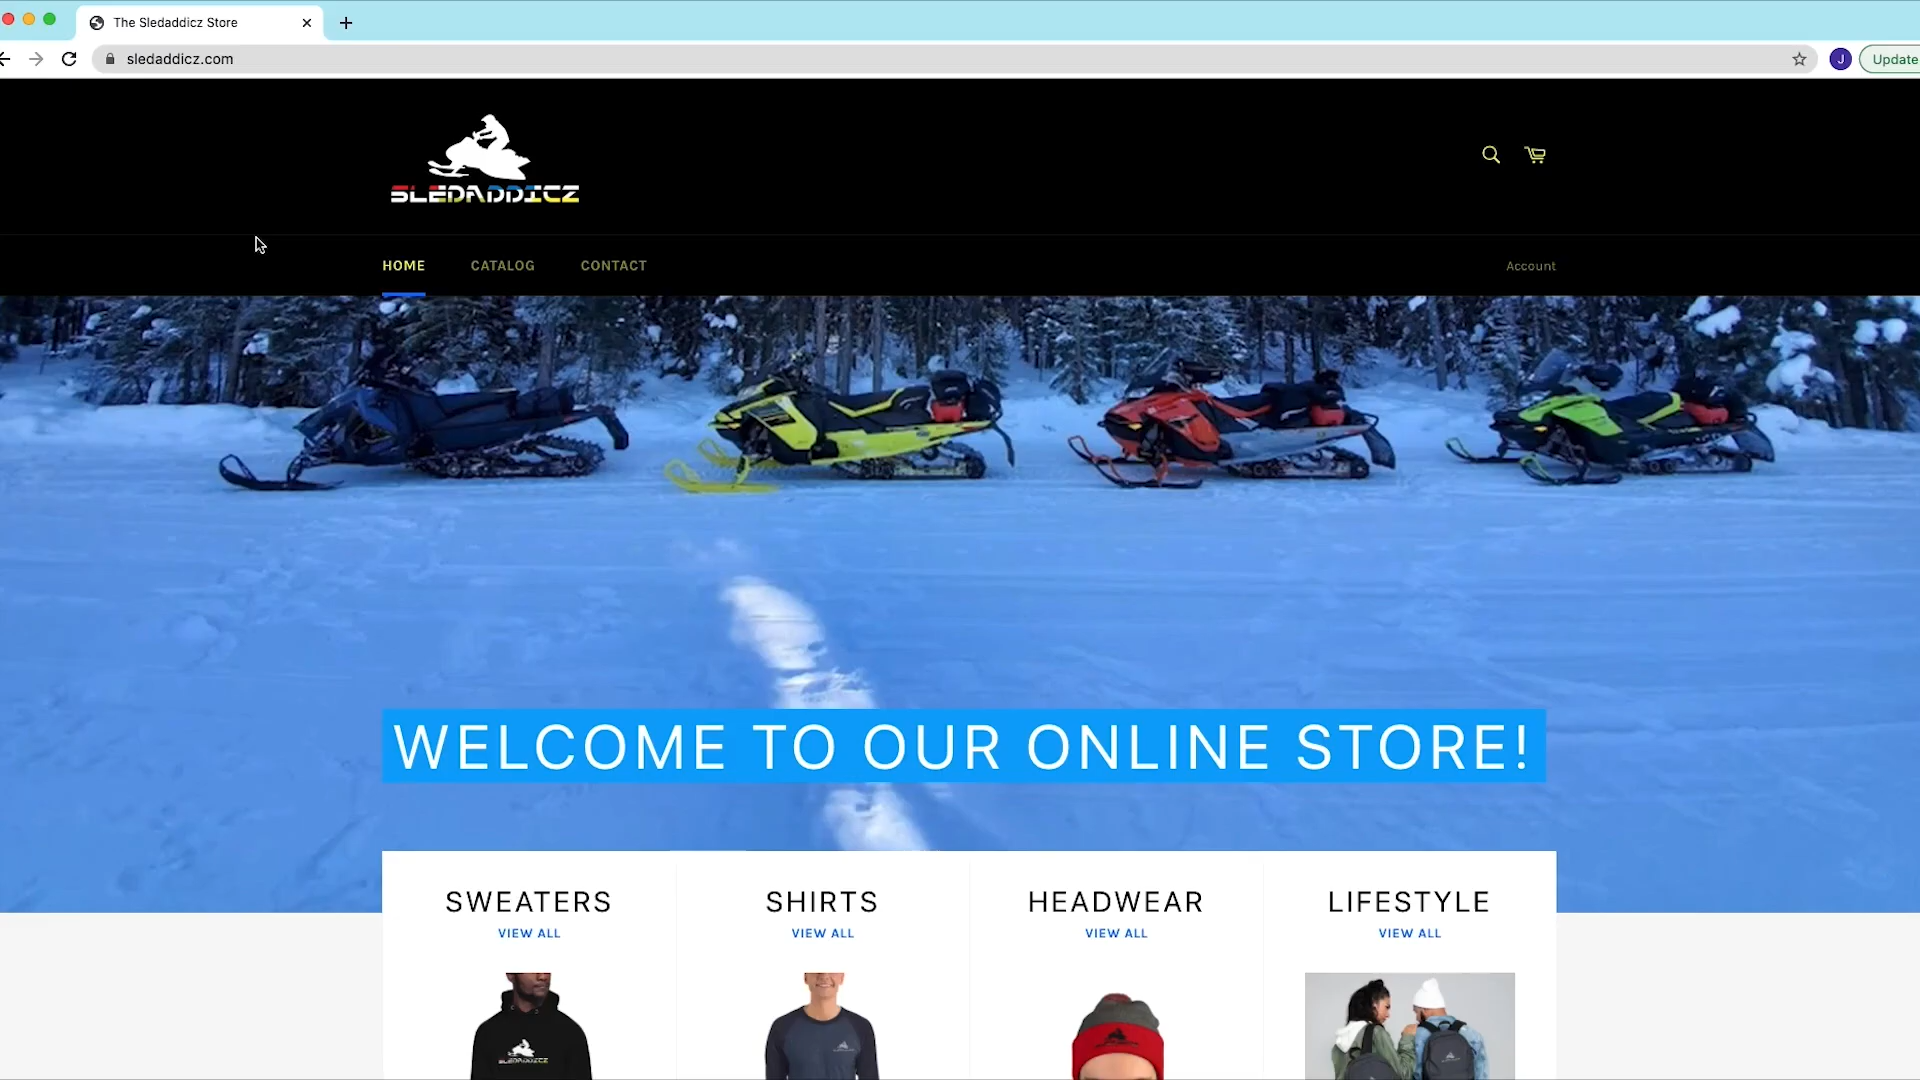 The Sledaddicz Store
sledaddicz.com
J
Update
SLEDADDICZ
HOME CATALOG CONTACT Account
WELCOME TO OUR ONLINE STORE!
SWEATERS SHIRTS HEADWEAR LIFESTYLE
VIEW ALL VIEW ALL VIEW ALL VIEW ALL
SLEDADDICZ